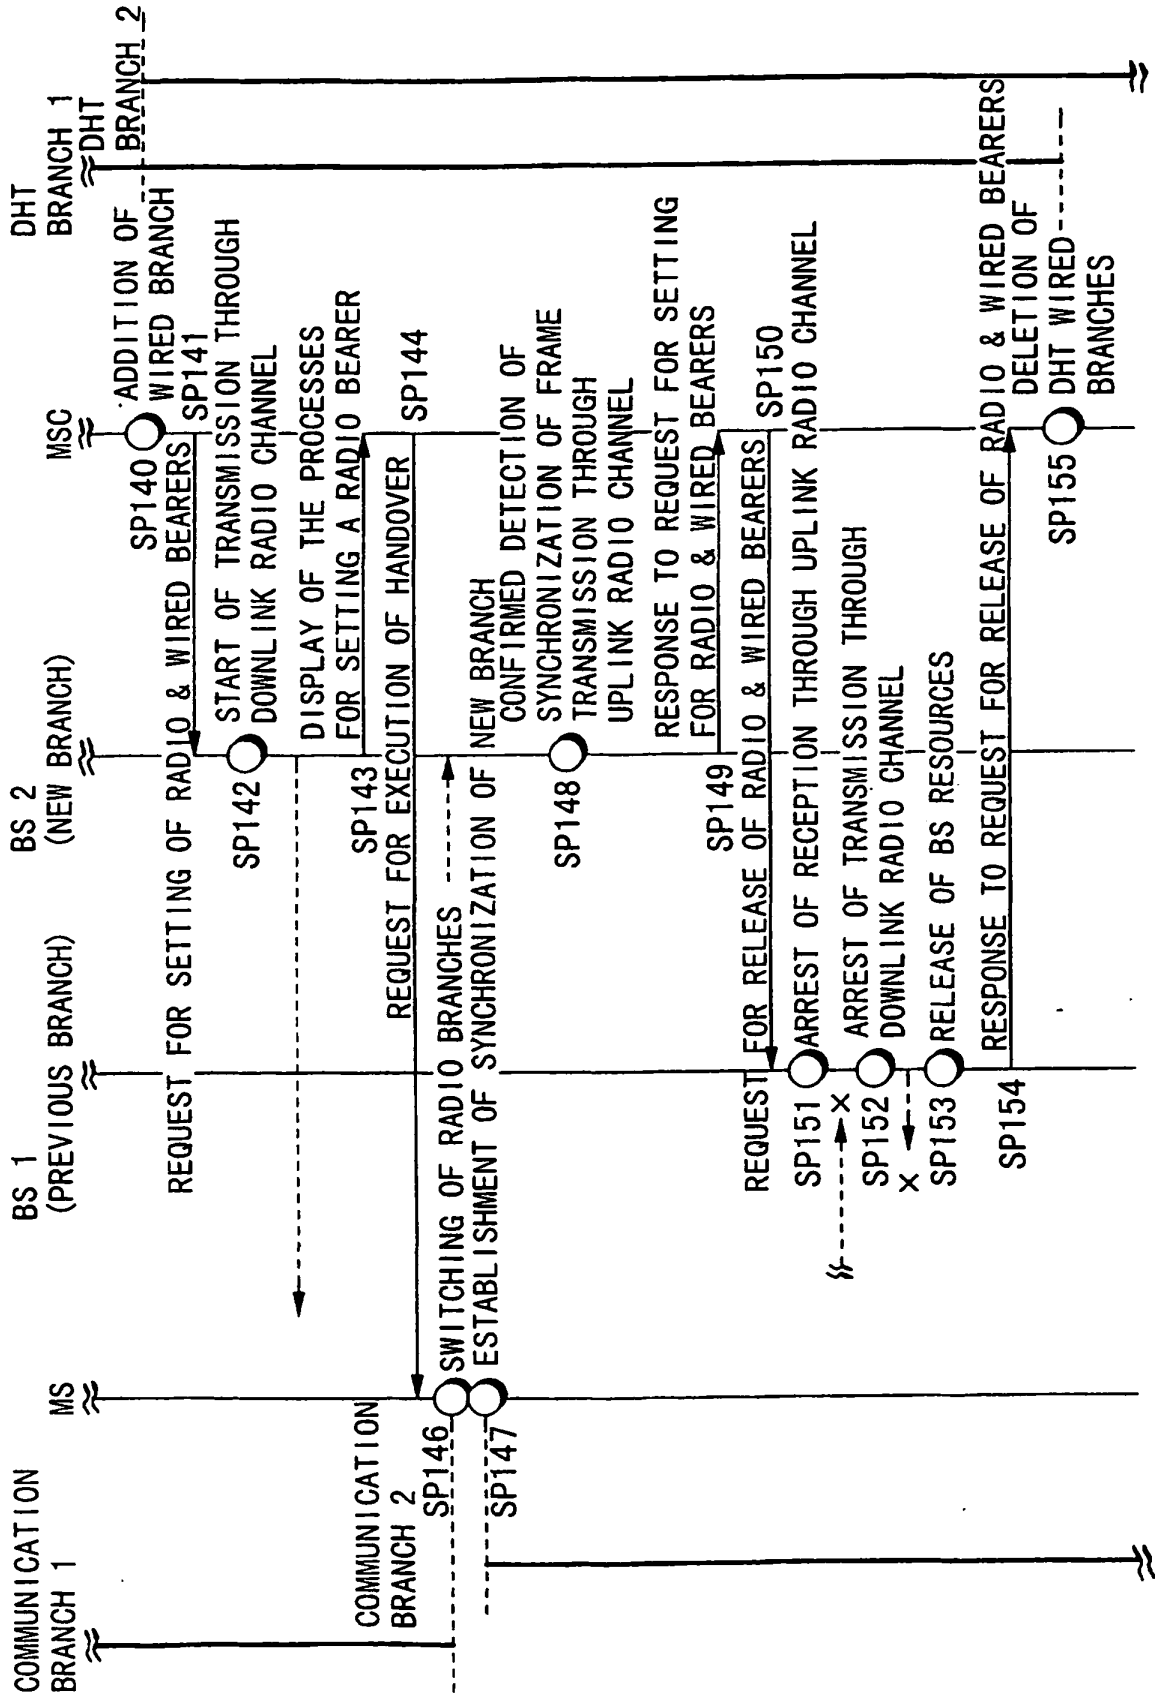 COMMUNICATION
BRANCH 1
MS
BS 1
(PREVIOUS BRANCH)
BS 2
(NEW BRANCH)
MSC
DHT
BRANCH 1
DHT
BRANCH 2
SP140
ADDITION OF
WIRED BRANCH
REQUEST FOR SETTING OF RADIO & WIRED BEARERS
SP141
SP142
START OF TRANSMISSION THROUGH
DOWNLINK RADIO CHANNEL
DISPLAY OF THE PROCESSES
FOR SETTING A RADIO BEARER
SP143
REQUEST FOR EXECUTION OF HANDOVER
SP144
COMMUNICATION
BRANCH 2
SP146
SWITCHING OF RADIO BRANCHES
SP147
ESTABLISHMENT OF SYNCHRONIZATION OF NEW BRANCH
SP148
CONFIRMED DETECTION OF
SYNCHRONIZATION OF FRAME
TRANSMISSION THROUGH
UPLINK RADIO CHANNEL
RESPONSE TO REQUEST FOR SETTING
FOR RADIO & WIRED BEARERS
SP149
REQUEST FOR RELEASE OF RADIO & WIRED BEARERS
SP150
SP151
ARREST OF RECEPTION THROUGH UPLINK RADIO CHANNEL
X
SP152
ARREST OF TRANSMISSION THROUGH
DOWNLINK RADIO CHANNEL
X
SP153
RELEASE OF BS RESOURCES
SP154
RESPONSE TO REQUEST FOR RELEASE OF RADIO & WIRED BEARERS
SP155
DELETION OF
DHT WIRED
BRANCHES